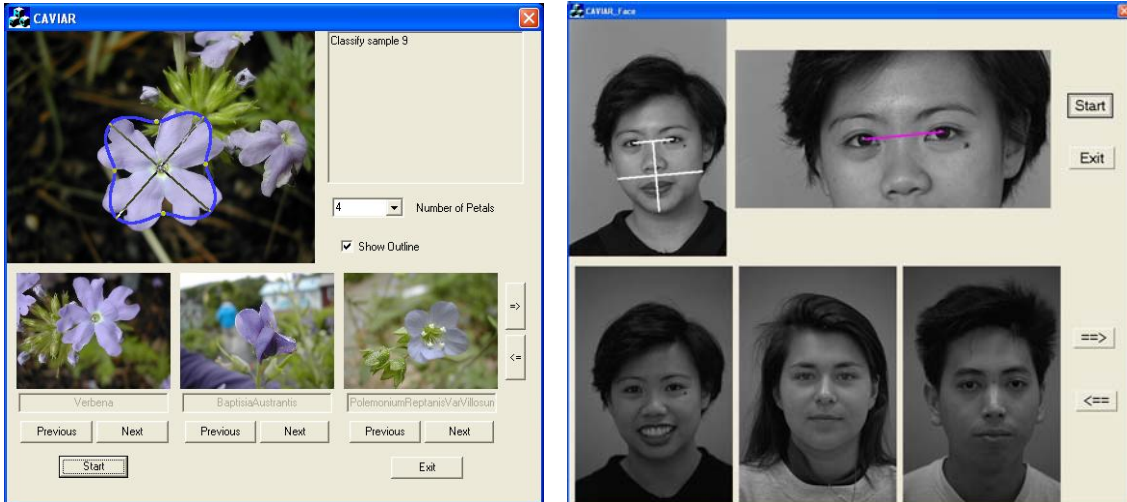 CAVIAR
Classify sample 9
4
Number of Petals
Show Outline
=>
<=
Verbena
BaptisiaAustrantis
PolemoniumReptanisVarVillosun
Previous
Next
Previous
Next
Previous
Next
Start
Exit
CAVIAR_Face
Start
Exit
==>
<==